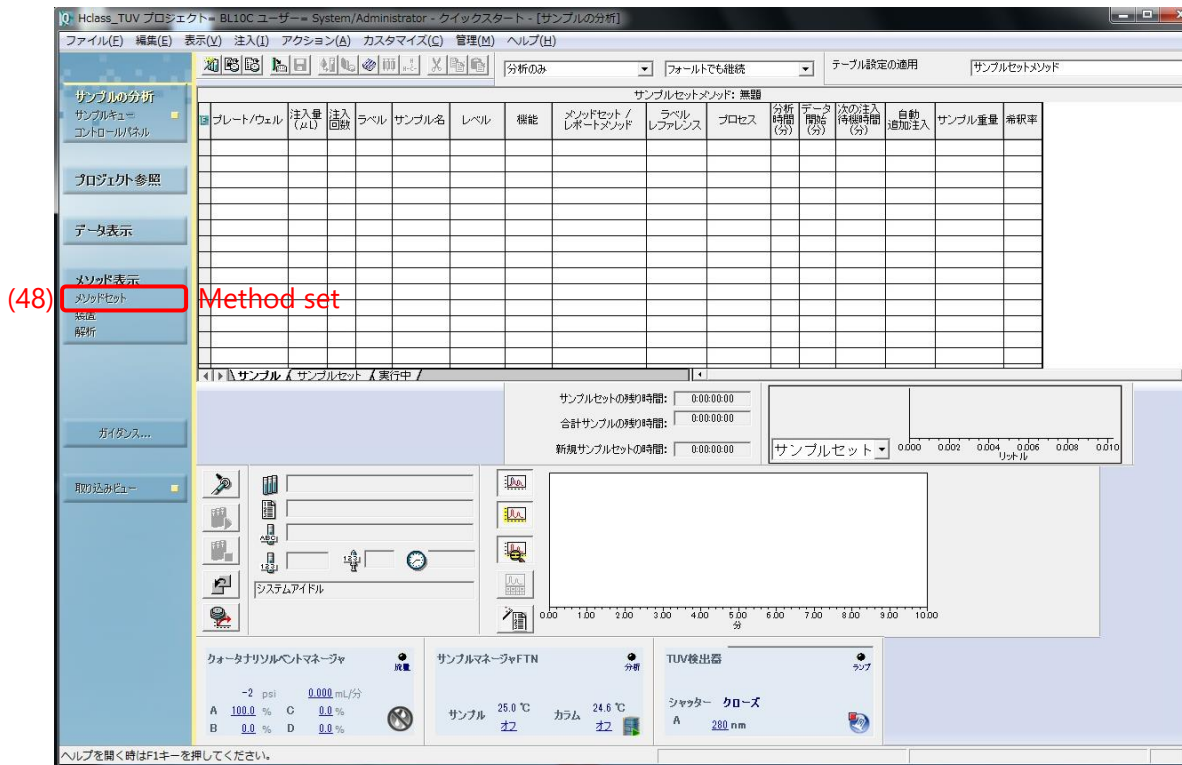 Hclass_TUV プロジェクト= BL10C ユーザー= System/Administrator - クイックスタート - [サンプルの分析]
ファイル(F) 編集(E) 表示(V) 注入(I) アクション(A) カスタマイズ(C) 管理(M) ヘルプ(H)
分析のみ フォールトでも継続 テーブル設定の適用 サンプルセットメソッド
サンプルの分析
サンプルキュー
コントロールパネル
プロジェクト参照
データ表示
メソッド表示
(48) メソッドセット Method set
装置
解析
ガイダンス...
取り込みビュー
サンプルセットメソッド: 無題
プレート/ウェル 注入量(μL) 注入回数 ラベル サンプル名 レベル 機能 メソッドセット/レポートメソッド ラベルレファレンス プロセス 分析時間(分) データ開始(分) 次の注入待機時間(分) 自動追加注入 サンプル重量 希釈率
サンプル サンプルセット 実行中
サンプルセットの残り時間: 0:00:00:00
合計サンプルの残り時間: 0:00:00:00
新規サンプルセットの時間: 0:00:00:00
サンプルセット
0.000 0.002 0.004 0.006 0.008 0.010
リットル
システムアイドル
0.00 1.00 2.00 3.00 4.00 5.00 6.00 7.00 8.00 9.00 10.00
分
クォータナリソルベントマネージャ
-2 psi 0.000 mL/分
A 100.0 % C 0.0 %
B 0.0 % D 0.0 %
サンプルマネージャFTN 分析
サンプル 25.0 ℃ カラム 24.6 ℃
オフ オフ
TUV検出器 ランプ
シャッター クローズ
A 280 nm
ヘルプを開く時はF1キーを押してください。